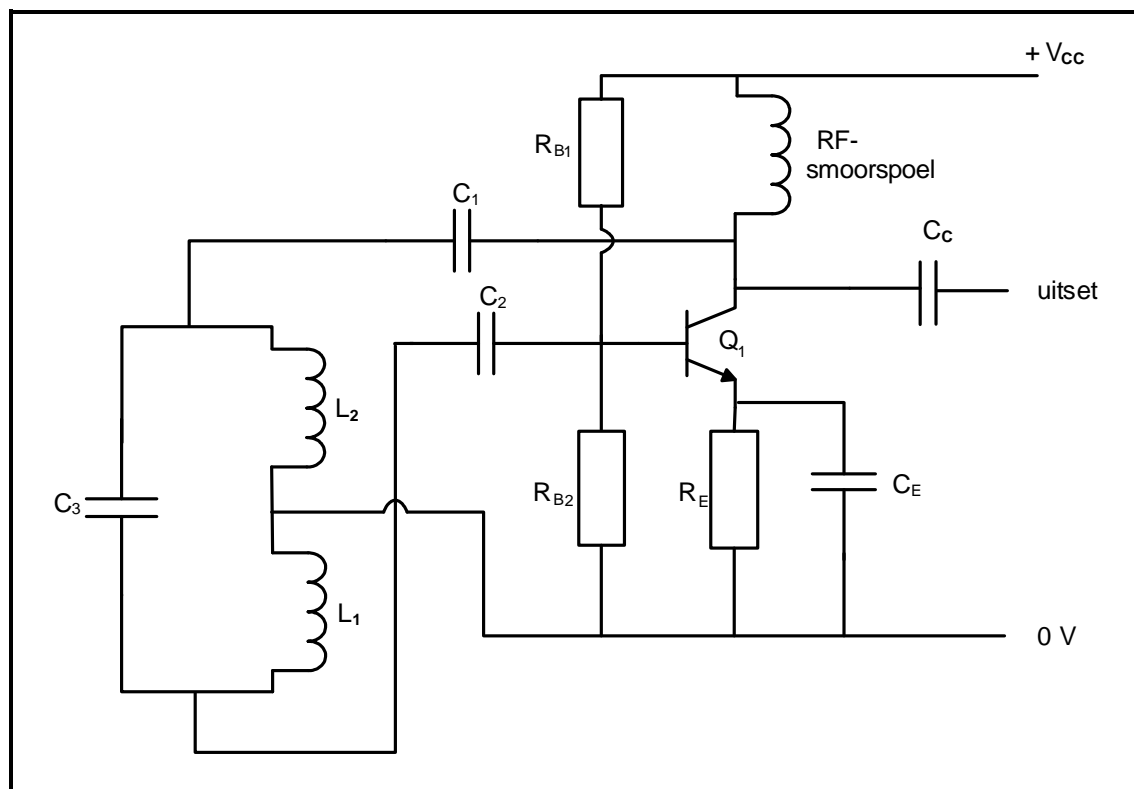 + Vcc
RB1
RF-
smoorspoel
C1
Cc
C2
uitset
Q1
L2
C3
RB2
RE
CE
L1
0 V